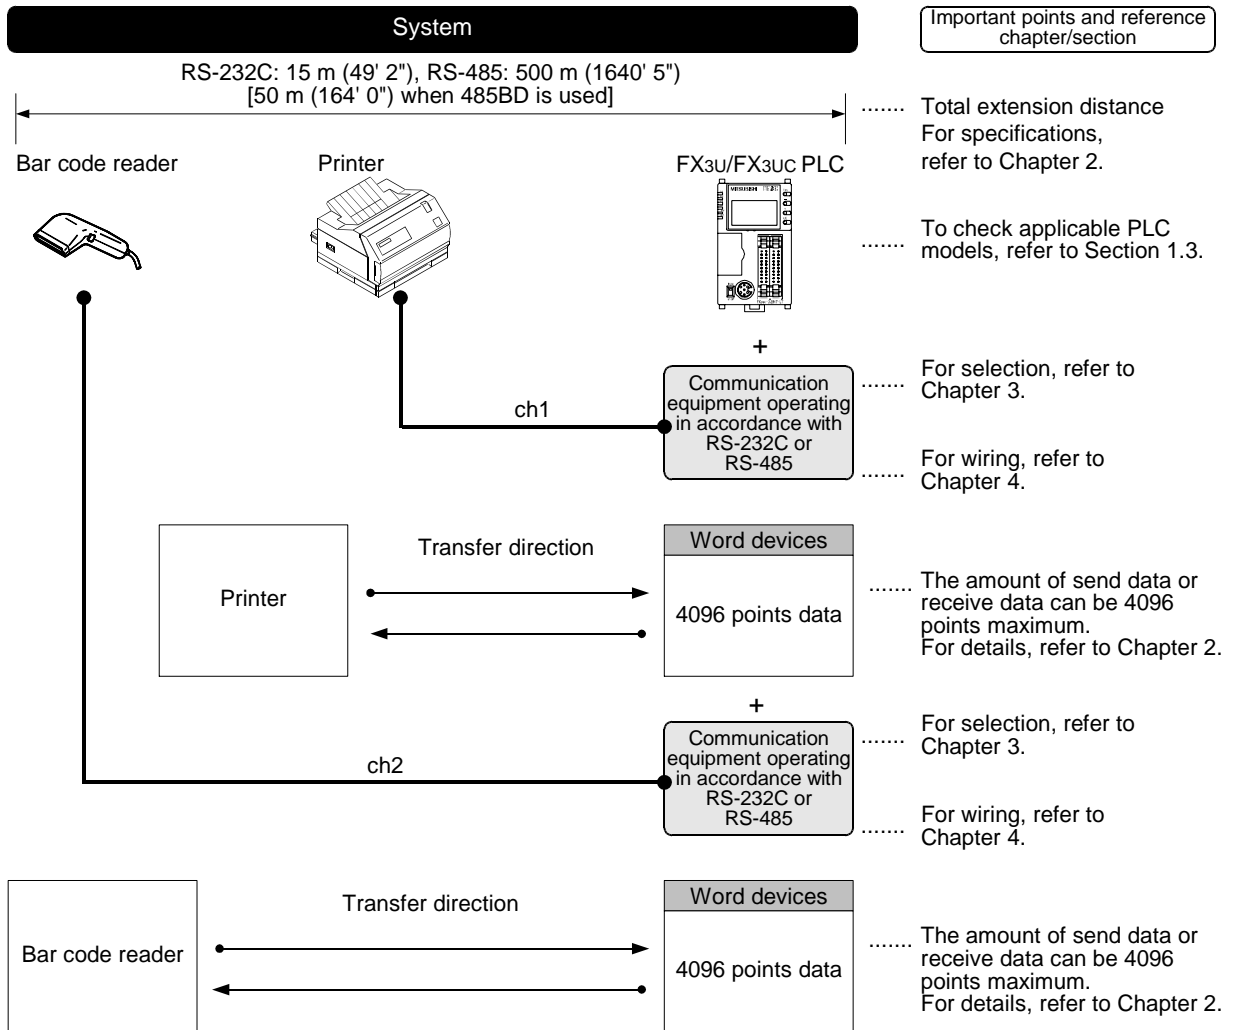 System
Important points and reference
chapter/section
RS-232C: 15 m (49' 2"), RS-485: 500 m (1640' 5")
[50 m (164' 0") when 485BD is used]
....... Total extension distance
For specifications,
refer to Chapter 2.
Bar code reader
Printer
FX3U/FX3UC PLC
MITSUBISHI
....... To check applicable PLC
models, refer to Section 1.3.
+
Communication
equipment operating
in accordance with
RS-232C or
RS-485
ch1
....... For selection, refer to
Chapter 3.
....... For wiring, refer to
Chapter 4.
Printer
Transfer direction
Word devices
4096 points data
....... The amount of send data or
receive data can be 4096
points maximum.
For details, refer to Chapter 2.
+
Communication
equipment operating
in accordance with
RS-232C or
RS-485
ch2
....... For selection, refer to
Chapter 3.
....... For wiring, refer to
Chapter 4.
Bar code reader
Transfer direction
Word devices
4096 points data
....... The amount of send data or
receive data can be 4096
points maximum.
For details, refer to Chapter 2.